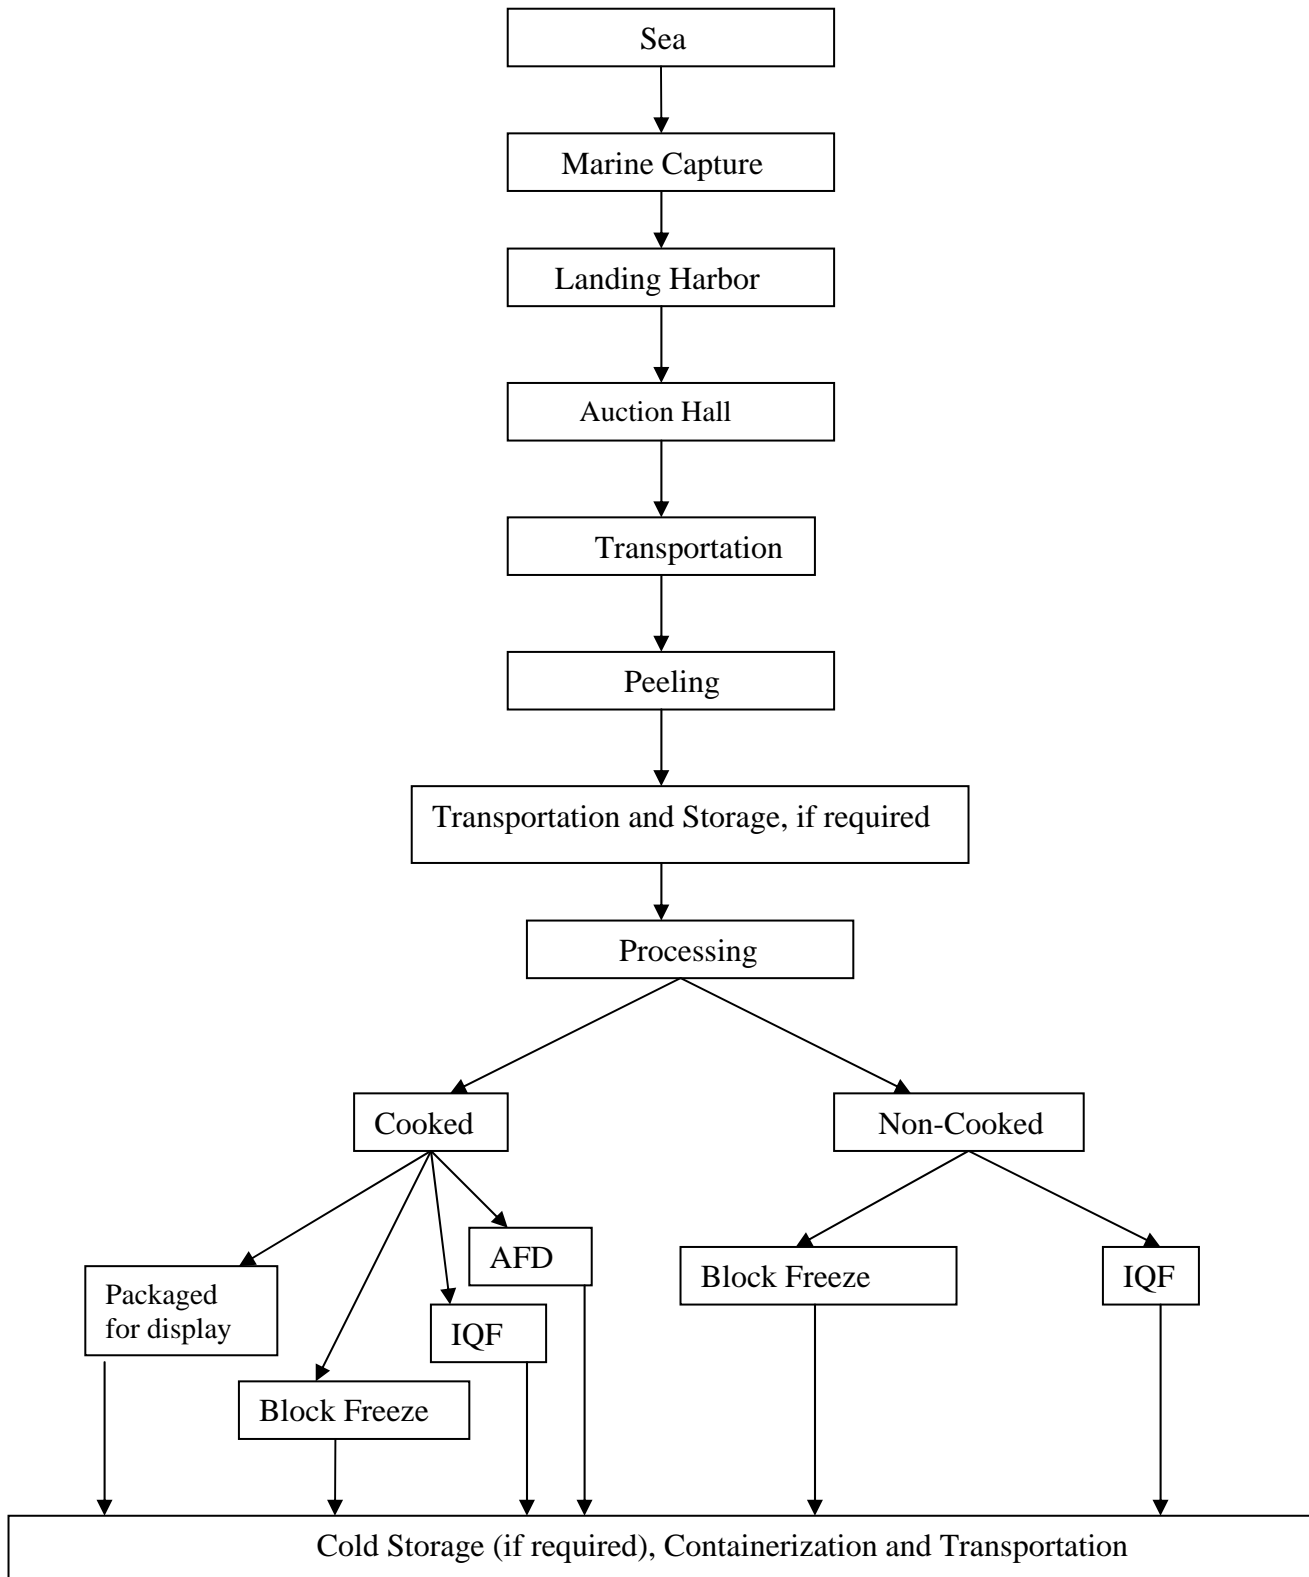 Sea
Marine Capture
Landing Harbor
Auction Hall
Transportation
Peeling
Transportation and Storage, if required
Processing
Cooked
Non-Cooked
AFD
Block Freeze
IQF
Packaged
for display
IQF
Block Freeze
Cold Storage (if required), Containerization and Transportation